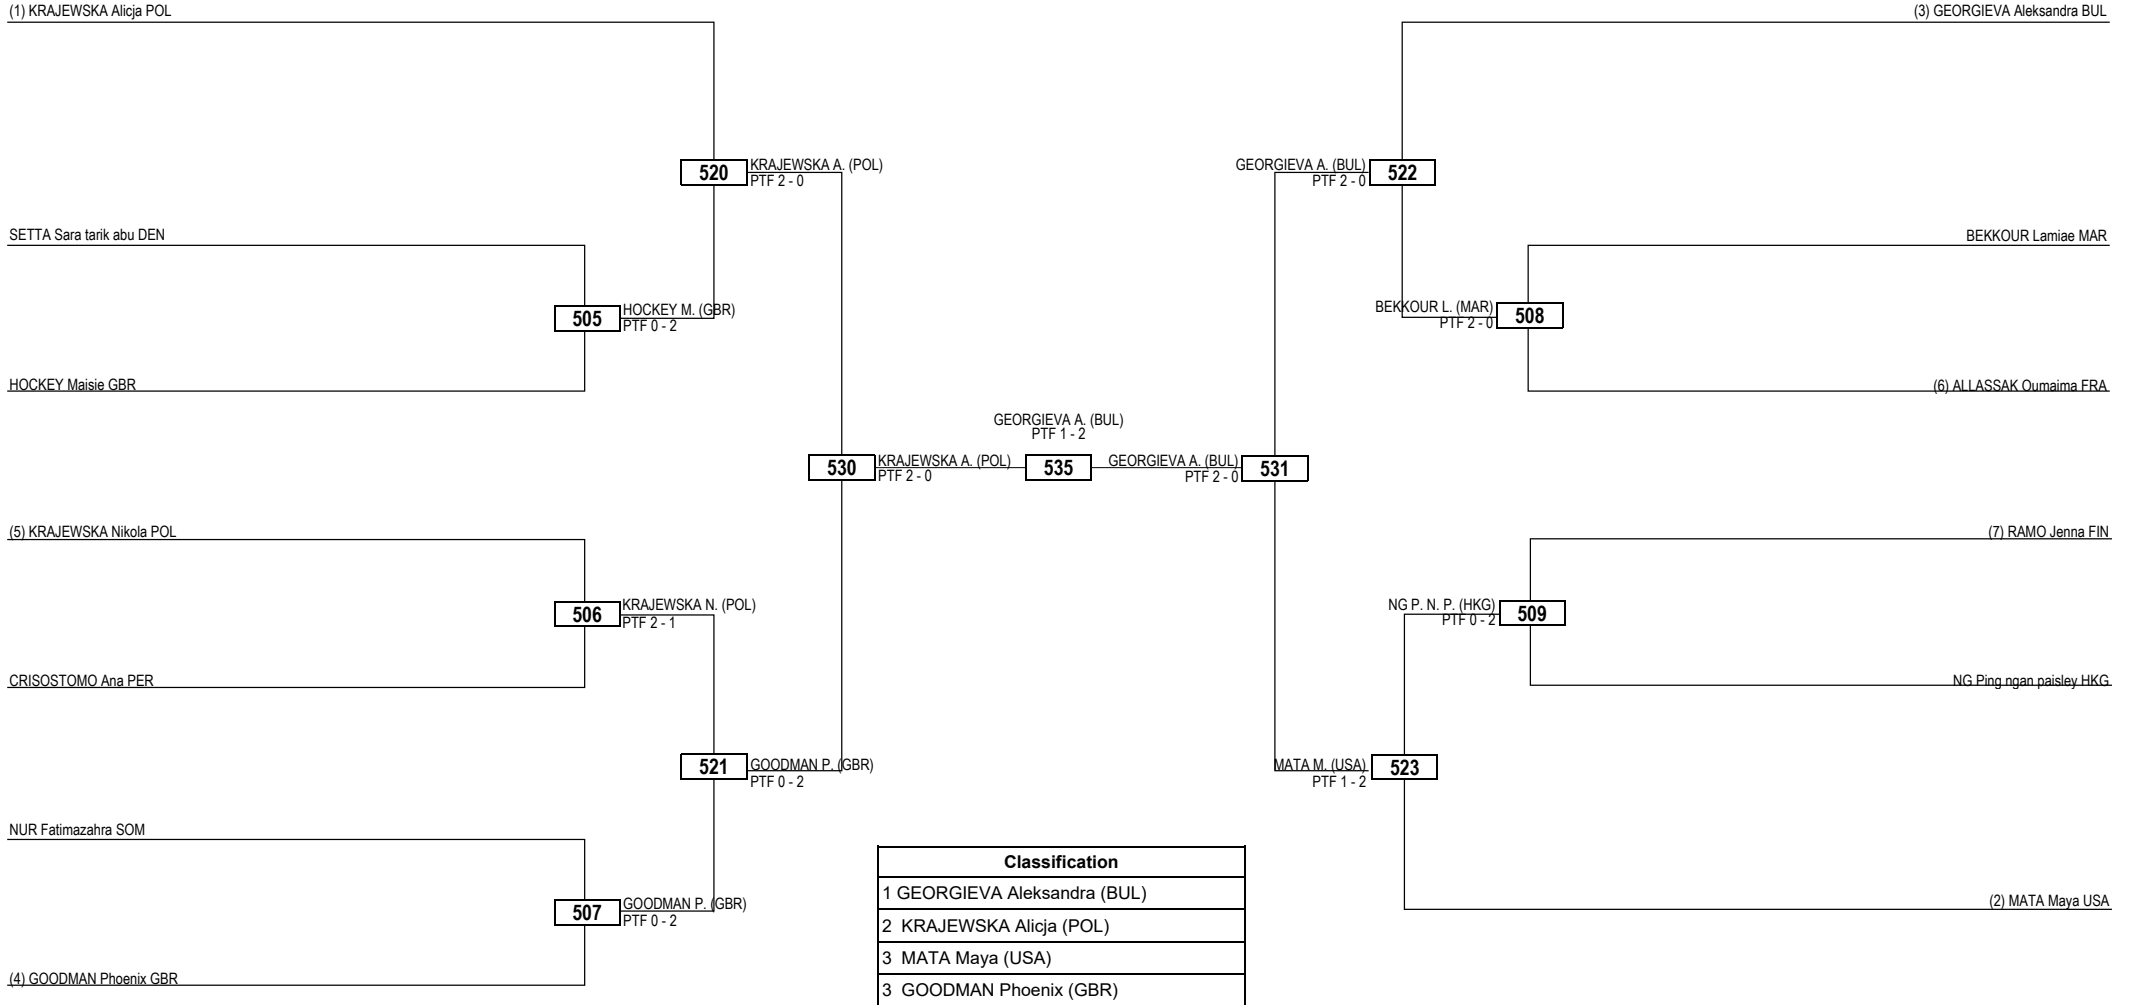 (1) KRAJEWSKA Alicja POL
(3) GEORGIEVA Aleksandra BUL
520
KRAJEWSKA A. (POL)
PTF 2 - 0
GEORGIEVA A. (BUL)
PTF 2 - 0
522
SETTA Sara tarik abu DEN
BEKKOUR Lamiae MAR
505
HOCKEY M. (GBR)
PTF 0 - 2
BEKKOUR L. (MAR)
PTF 2 - 0
508
HOCKEY Maisie GBR
(6) ALLASSAK Oumaima FRA
GEORGIEVA A. (BUL)
PTF 1 - 2
530
KRAJEWSKA A. (POL)
PTF 2 - 0
535
GEORGIEVA A. (BUL)
PTF 2 - 0
531
(5) KRAJEWSKA Nikola POL
(7) RAMO Jenna FIN
506
KRAJEWSKA N. (POL)
PTF 2 - 1
NG P. N. P. (HKG)
PTF 0 - 2
509
CRISOSTOMO Ana PER
NG Ping ngan paisley HKG
521
GOODMAN P. (GBR)
PTF 0 - 2
MATA M. (USA)
PTF 1 - 2
523
NUR Fatimazahra SOM
507
GOODMAN P. (GBR)
PTF 0 - 2
(2) MATA Maya USA
(4) GOODMAN Phoenix GBR
Classification
1 GEORGIEVA Aleksandra (BUL)
2 KRAJEWSKA Alicja (POL)
3 MATA Maya (USA)
3 GOODMAN Phoenix (GBR)